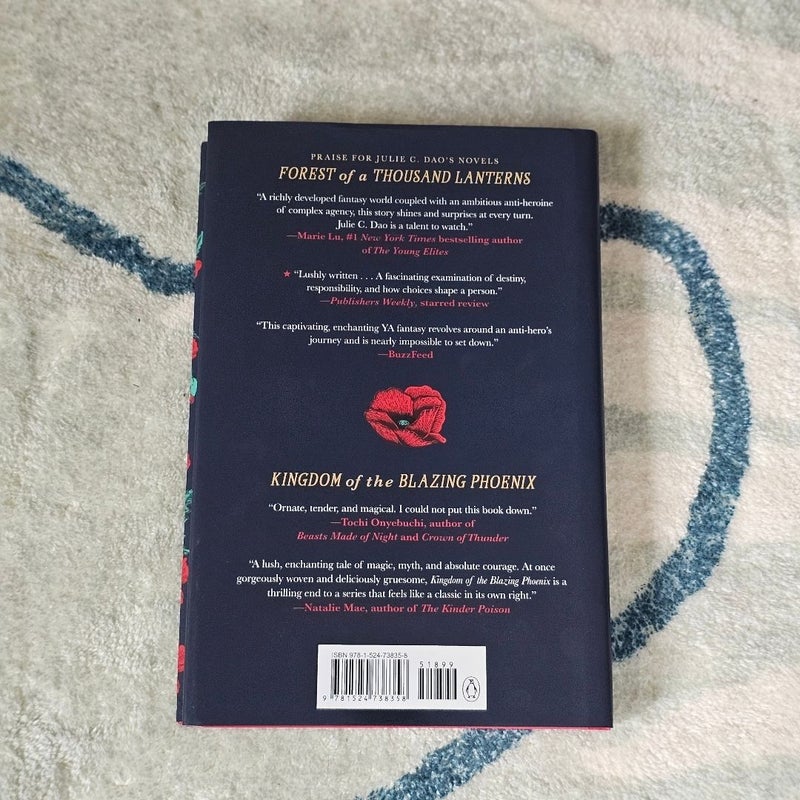 PRAISE FOR JULIE C. DAO'S NOVELS
FOREST of a THOUSAND LANTERNS
“A richly developed fantasy world coupled with an ambitious anti-heroine
of complex agency, this story shines and surprises at every turn.
Julie C. Dao is a talent to watch.”
—Marie Lu, #1 New York Times bestselling author
of The Young Elites
★ “Lushly written . . . A fascinating examination of destiny,
responsibility, and how choices shape a person.”
—Publishers Weekly, starred review
“This captivating, enchanting YA fantasy revolves around an anti-hero’s
journey and is nearly impossible to set down.”
—BuzzFeed
KINGDOM of the BLAZING PHOENIX
“Ornate, tender, and magical. I could not put this book down.”
—Tochi Onyebuchi, author of
Beasts Made of Night and Crown of Thunder
“A lush, enchanting tale of magic, myth, and absolute courage. At once
gorgeously woven and deliciously gruesome, Kingdom of the Blazing Phoenix is a
thrilling end to a series that feels like a classic in its own right.”
—Natalie Mae, author of The Kinder Poison
ISBN 978-1-524-73835-8
51899
9 781524 738358